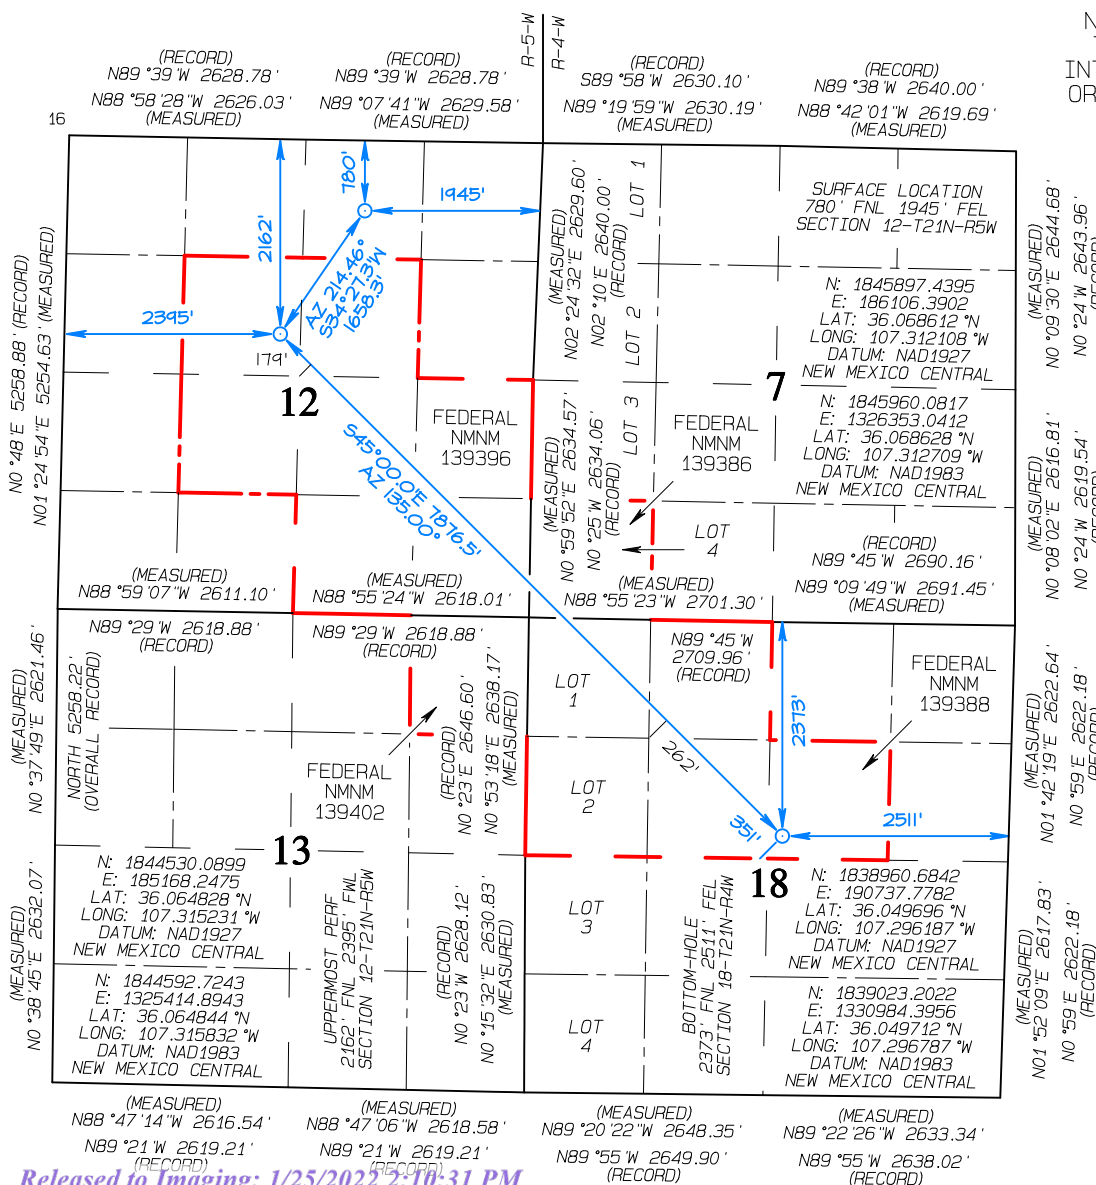 R-5-W
R-4-W
N
INT
OR
(RECORD)
N89°39'W 2628.78'
N88°58'28"W 2626.03'
(MEASURED)
(RECORD)
N89°39'W 2628.78'
N89°07'41"W 2629.58'
(MEASURED)
(RECORD)
S89°58'W 2630.10'
N89°19'59"W 2630.19'
(MEASURED)
(RECORD)
N89°38'W 2640.00'
N88°42'01"W 2619.69'
(MEASURED)
16
2162'
780'
1945'
AZ 214.46°
S34°27.3'W
1658.3'
2395'
179'
12
N0°48'E 5258.88' (RECORD)
N01°24'54"E 5254.63' (MEASURED)
FEDERAL
NMNM
139396
S45°00.0'E 7876.5'
AZ 135.00°
(MEASURED)
N02°24'32"E 2629.60'
N02°10'E 2640.00'
(RECORD)
LOT 1
LOT 2
LOT 3
SURFACE LOCATION
780' FNL 1945' FEL
SECTION 12-T21N-R5W
N: 1845897.4395
E: 186106.3902
LAT: 36.068612°N
LONG: 107.312108°W
DATUM: NAD1927
NEW MEXICO CENTRAL
7
N: 1845960.0817
E: 1326353.0412
LAT: 36.068628°N
LONG: 107.312709°W
DATUM: NAD1983
NEW MEXICO CENTRAL
(MEASURED)
N0°09'30"E 2644.68'
N0°24'W 2643.96'
(RECORD)
(MEASURED)
N0°59'52"E 2634.57'
N0°25'W 2634.06'
(RECORD)
FEDERAL
NMNM
139386
LOT
4
(MEASURED)
N0°08'02"E 2616.81'
N0°24'W 2619.54'
(RECORD)
(RECORD)
N89°45'W 2690.16'
N89°09'49"W 2691.45'
(MEASURED)
(MEASURED)
N88°59'07"W 2611.10'
(MEASURED)
N88°55'24"W 2618.01'
(MEASURED)
N88°55'23"W 2701.30'
N89°29'W 2618.88'
(RECORD)
N89°29'W 2618.88'
(RECORD)
N89°45'W
2709.96'
(RECORD)
(MEASURED)
N0°37'49"E 2621.46'
NORTH 5258.22'
(OVERALL RECORD)
(RECORD)
N0°23'E 2646.60'
N0°53'18"E 2638.17'
(MEASURED)
FEDERAL
NMNM
139402
LOT
1
LOT
2
262'
2373'
FEDERAL
NMNM
139388
(MEASURED)
N01°42'19"E 2622.64'
N0°59'E 2622.18'
(RECORD)
351'
2511'
13
18
(MEASURED)
N0°38'45"E 2632.07'
N: 1844530.0899
E: 185168.2475
LAT: 36.064828°N
LONG: 107.315231°W
DATUM: NAD1927
NEW MEXICO CENTRAL
N: 1844592.7243
E: 1325414.8943
LAT: 36.064844°N
LONG: 107.315832°W
DATUM: NAD1983
NEW MEXICO CENTRAL
UPPERMOST PERF
2162' FNL 2395' FWL
SECTION 12-T21N-R5W
(RECORD)
N0°23'W 2628.12'
N0°15'32"E 2630.83'
(MEASURED)
LOT
3
LOT
4
BOTTOM-HOLE
2373' FNL 2511' FEL
SECTION 18-T21N-R4W
N: 1838960.6842
E: 190737.7782
LAT: 36.049696°N
LONG: 107.296187°W
DATUM: NAD1927
NEW MEXICO CENTRAL
N: 1839023.2022
E: 1330984.3956
LAT: 36.049712°N
LONG: 107.296787°W
DATUM: NAD1983
NEW MEXICO CENTRAL
(MEASURED)
N01°52'09"E 2617.83'
N0°59'E 2622.18'
(RECORD)
(MEASURED)
N88°47'14"W 2616.54'
N89°21'W 2619.21'
(RECORD)
(MEASURED)
N88°47'06"W 2618.58'
N89°21'W 2619.21'
(RECORD)
(MEASURED)
N89°20'22"W 2648.35'
N89°55'W 2649.90'
(RECORD)
(MEASURED)
N89°22'26"W 2633.34'
N89°55'W 2638.02'
(RECORD)
Released to Imaging: 1/25/2022 2:10:31 PM